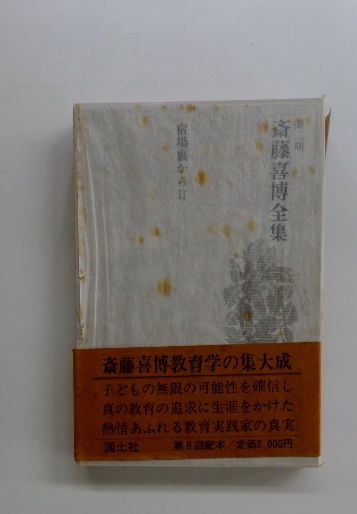 第二期
斎藤喜博全集
宿場裏から II
斎藤喜博教育学の集大成
子どもの無限の可能性を確信し
真の教育の追求に生涯をかけた
熱情あふれる教育実践家の真実
国土社
第8回配本／定価3,000円